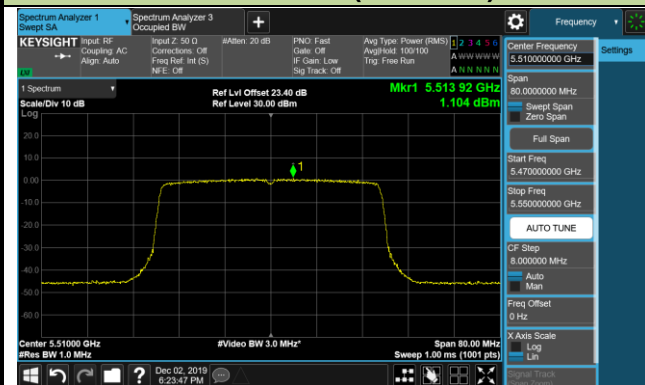 Spectrum Analyzer 1
Swept SA
Spectrum Analyzer 3
Occupied BW
Frequency
KEYSIGHT
Input: RF
Coupling: AC
Align: Auto
Input Z: 50 Ω
Corrections: Off
Freq Ref: Int (S)
NFE: Off
#Atten: 20 dB
PNO: Fast
Gate: Off
IF Gain: Low
Sig Track: Off
Avg Type: Power (RMS)
Avg|Hold: 100/100
Trig: Free Run
1 2 3 4 5 6
A W W W W W
A N N N N N
LW
1 Spectrum
Scale/Div 10 dB
Log
Ref Lvl Offset 23.40 dB
Ref Level 30.00 dBm
Mkr1 5.513 92 GHz
1.104 dBm
1
20.0
10.0
0.00
-10.0
-20.0
-30.0
-40.0
-50.0
-60.0
Center 5.51000 GHz
#Res BW 1.0 MHz
#Video BW 3.0 MHz*
Span 80.00 MHz
Sweep 1.00 ms (1001 pts)
Dec 02, 2019
6:23:47 PM
Center Frequency
5.510000000 GHz
Settings
Span
80.0000000 MHz
Swept Span
Zero Span
Full Span
Start Freq
5.470000000 GHz
Stop Freq
5.550000000 GHz
AUTO TUNE
CF Step
8.000000 MHz
Auto
Man
Freq Offset
0 Hz
X Axis Scale
Log
Lin
Signal Track